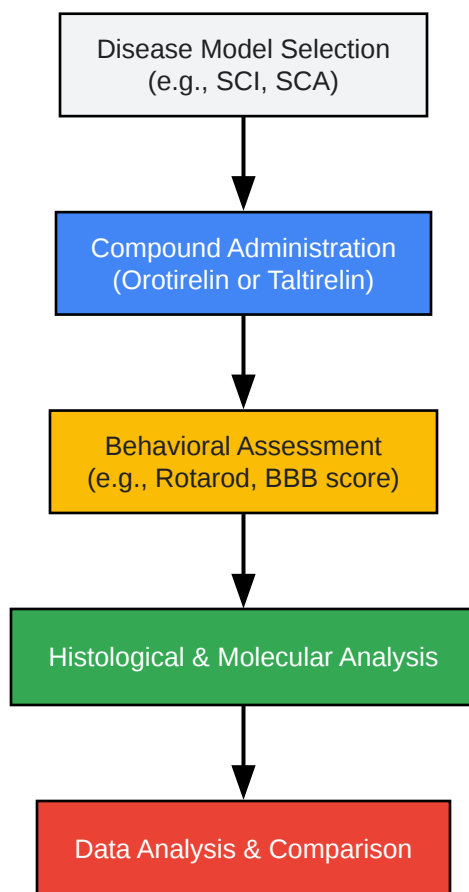 Disease Model Selection
(e.g., SCI, SCA)
Compound Administration
(Orotirelin or Taltirelin)
Behavioral Assessment
(e.g., Rotarod, BBB score)
Histological & Molecular Analysis
Data Analysis & Comparison